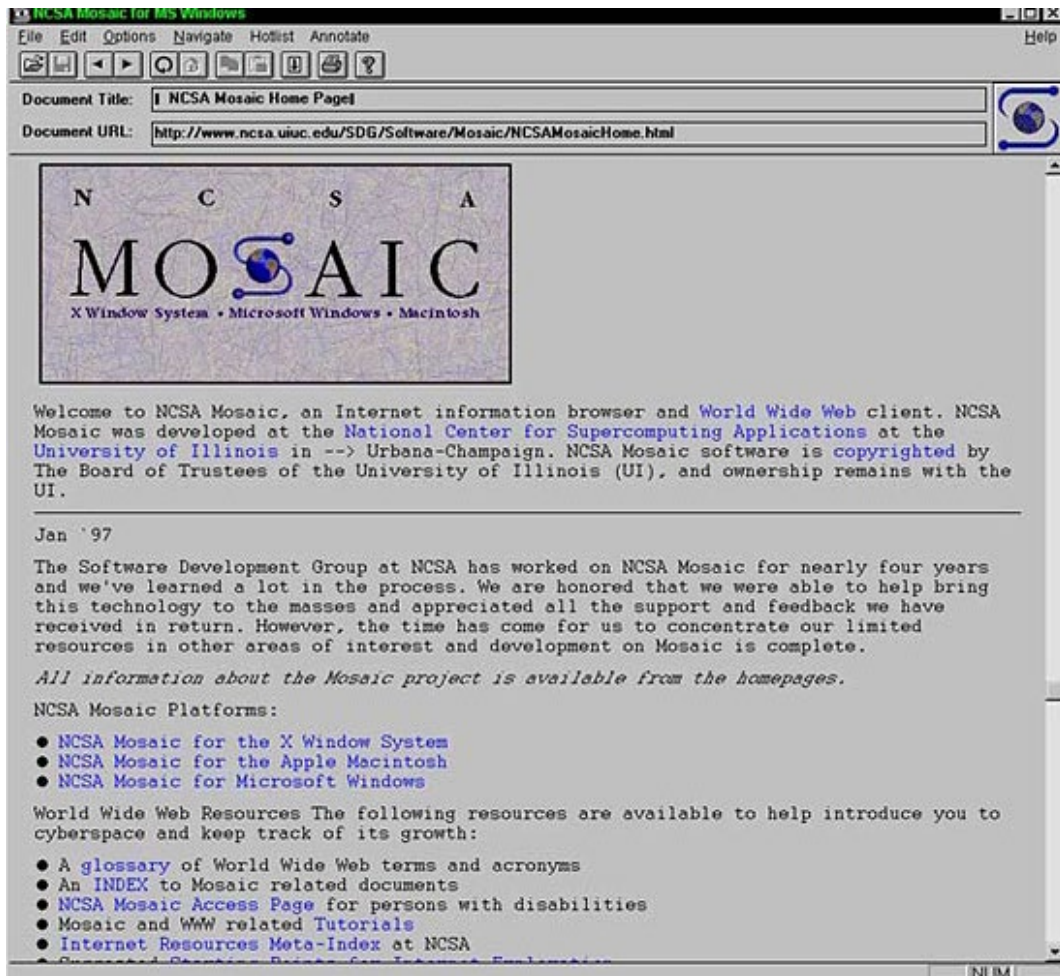 NCSA Mosaic for MS Windows
File Edit Options Navigate Hotlist Annotate Help
Document Title: NCSA Mosaic Home Page
Document URL: http://www.ncsa.uiuc.edu/SDG/Software/Mosaic/NCSAMosaicHome.html
N C S A
MOSAIC
X Window System • Microsoft Windows • Macintosh
Welcome to NCSA Mosaic, an Internet information browser and World Wide Web client. NCSA
Mosaic was developed at the National Center for Supercomputing Applications at the
University of Illinois in --> Urbana-Champaign. NCSA Mosaic software is copyrighted by
The Board of Trustees of the University of Illinois (UI), and ownership remains with the
UI.
Jan `97
The Software Development Group at NCSA has worked on NCSA Mosaic for nearly four years
and we've learned a lot in the process. We are honored that we were able to help bring
this technology to the masses and appreciated all the support and feedback we have
received in return. However, the time has come for us to concentrate our limited
resources in other areas of interest and development on Mosaic is complete.
All information about the Mosaic project is available from the homepages.
NCSA Mosaic Platforms:
● NCSA Mosaic for the X Window System
● NCSA Mosaic for the Apple Macintosh
● NCSA Mosaic for Microsoft Windows
World Wide Web Resources The following resources are available to help introduce you to
cyberspace and keep track of its growth:
● A glossary of World Wide Web terms and acronyms
● An INDEX to Mosaic related documents
● NCSA Mosaic Access Page for persons with disabilities
● Mosaic and WWW related Tutorials
● Internet Resources Meta-Index at NCSA
● Suggested Starting Points for Internet Exploration
NUM